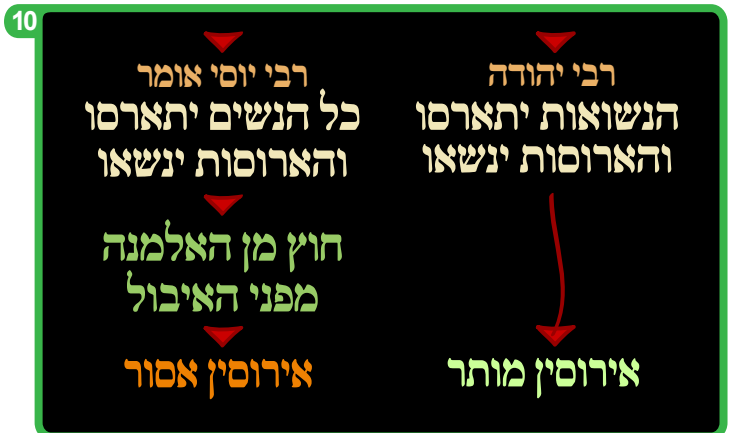 10
רבי יהודה
הנשואות יתארסו
והארוסות ינשאו
אירוסין מותר
רבי יוסי אומר
כל הנשים יתארסו
והארוסות ינשאו
חוץ מן האלמנה
מפני האיבול
אירוסין אסור